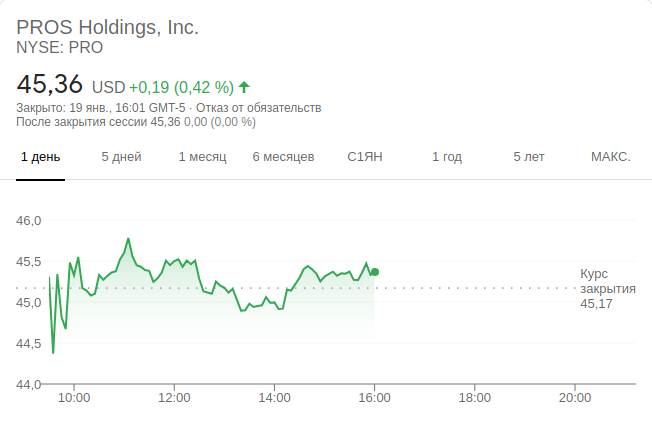 PROS Holdings, Inc.
NYSE: PRO
45,36 USD +0,19 (0,42 %)
Закрыто: 19 янв., 16:01 GMT-5 · Отказ от обязательств
После закрытия сессии 45,36 0,00 (0,00 %)
1 день 5 дней 1 месяц 6 месяцев С1ЯН 1 год 5 лет МАКС.
46,0
45,5
Курс
закрытия
45,17
45,0
44,5
44,0
10:00 12:00 14:00 16:00 18:00 20:00